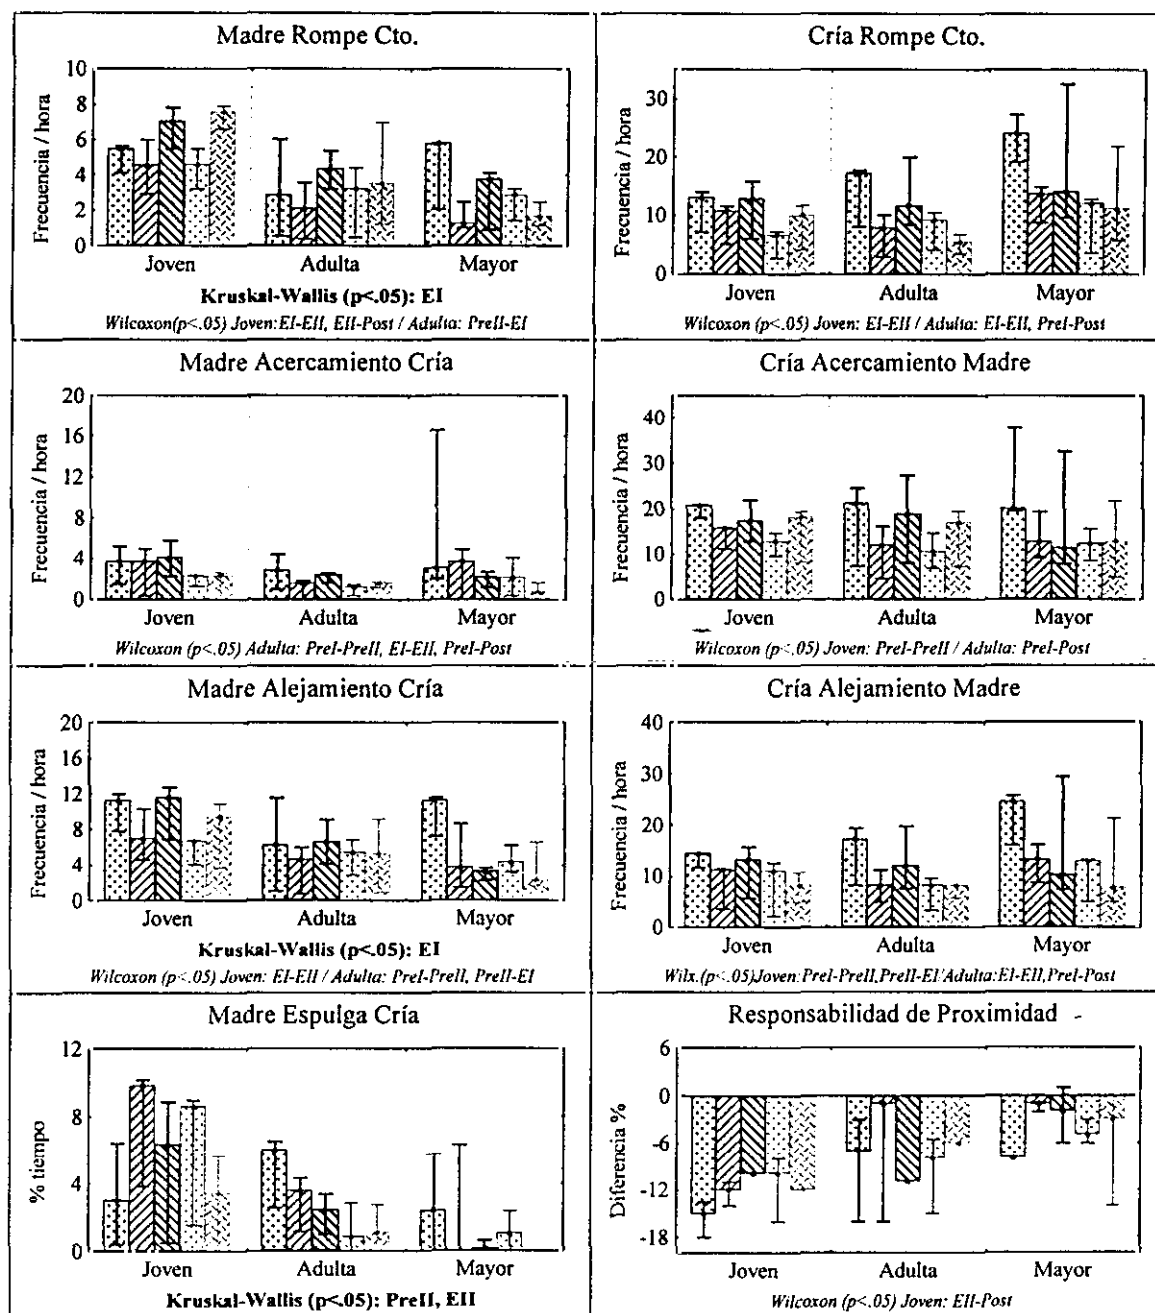 Madre Rompe Cto.
Frecuencia / hora
10
8
6
4
2
0
Joven Adulta Mayor
Kruskal-Wallis (p<.05): EI
Wilcoxon(p<.05) Joven:EI-EII, EII-Post / Adulta: PreII-EI
Cría Rompe Cto.
Frecuencia / hora
30
20
10
0
Joven Adulta Mayor
Wilcoxon (p<.05) Joven: EI-EII / Adulta: EI-EII, PreI-Post
Madre Acercamiento Cría
Frecuencia / hora
20
16
12
8
4
0
Joven Adulta Mayor
Wilcoxon (p<.05) Adulta: PreI-PreII, EI-EII, PreI-Post
Cría Acercamiento Madre
Frecuencia / hora
40
30
20
10
0
Joven Adulta Mayor
Wilcoxon (p<.05) Joven: PreI-PreII / Adulta: PreI-Post
Madre Alejamiento Cría
Frecuencia / hora
20
16
12
8
4
0
Joven Adulta Mayor
Kruskal-Wallis (p<.05): EI
Wilcoxon (p<.05) Joven: EI-EII / Adulta: PreI-PreII, PreII-EI
Cría Alejamiento Madre
Frecuencia / hora
40
30
20
10
0
Joven Adulta Mayor
Wilx.(p<.05)Joven:PreI-PreII,PreII-EI/Adulta:EI-EII,PreI-Post
Madre Espulga Cría
% tiempo
12
8
4
0
Joven Adulta Mayor
Kruskal-Wallis (p<.05): PreII, EII
Responsabilidad de Proximidad
Diferencia %
6
0
-6
-12
-18
Joven Adulta Mayor
Wilcoxon (p<.05) Joven: EII-Post